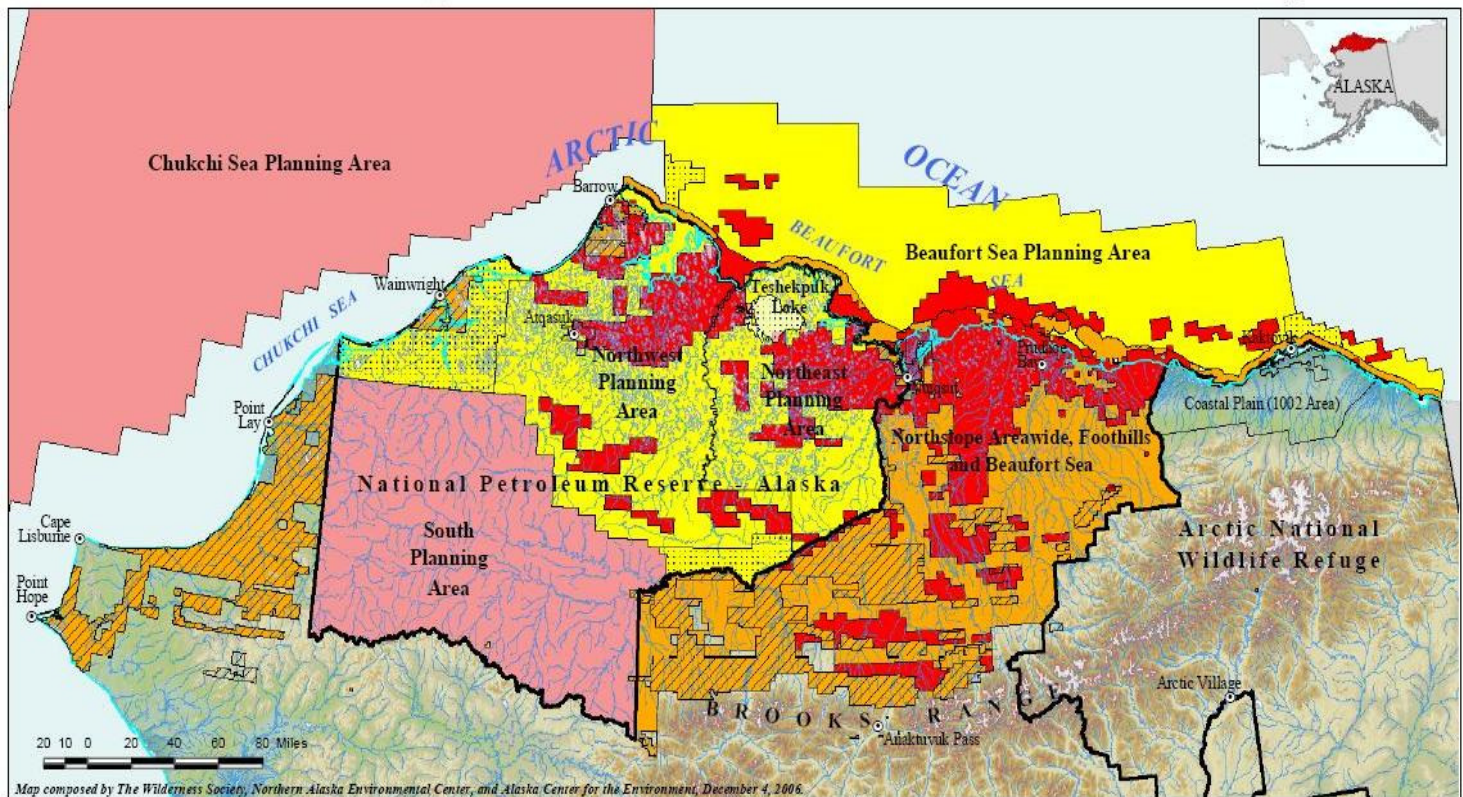 ALASKA
Chukchi Sea Planning Area
ARCTIC
OCEAN
Barrow
BEAUFORT
SEA
Beaufort Sea Planning Area
Wainwright
CHUKCHI SEA
Teshekpuk
Lake
Atqasuk
Northwest
Planning
Area
Northeast
Planning
Area
Nuiqsut
Prudhoe
Bay
Kaktovik
Coastal Plain (1002 Area)
Point
Lay
Northslope Areawide, Foothills
and Beaufort Sea
National Petroleum Reserve - Alaska
South
Planning
Area
Cape
Lisburne
Point
Hope
Arctic National
Wildlife Refuge
Arctic Village
BROOKS RANGE
Anaktuvuk Pass
20 10 0 20 40 60 80 Miles
Map composed by The Wilderness Society, Northern Alaska Environmental Center, and Alaska Center for the Environment, December 4, 2006.